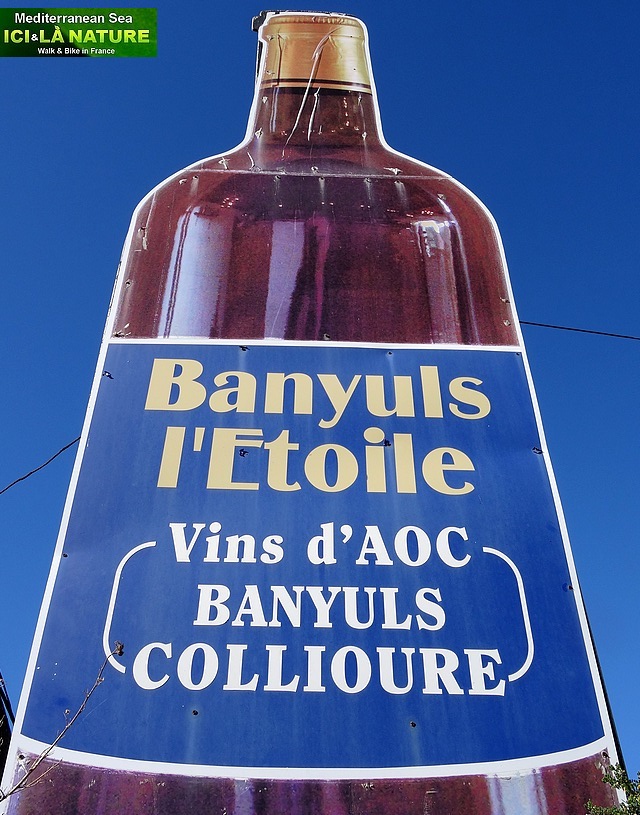 Mediterranean Sea
ICI&LÀ NATURE
Walk & Bike in France
Banyuls
l'Etoile
Vins d'AOC
BANYULS
COLLIOURE